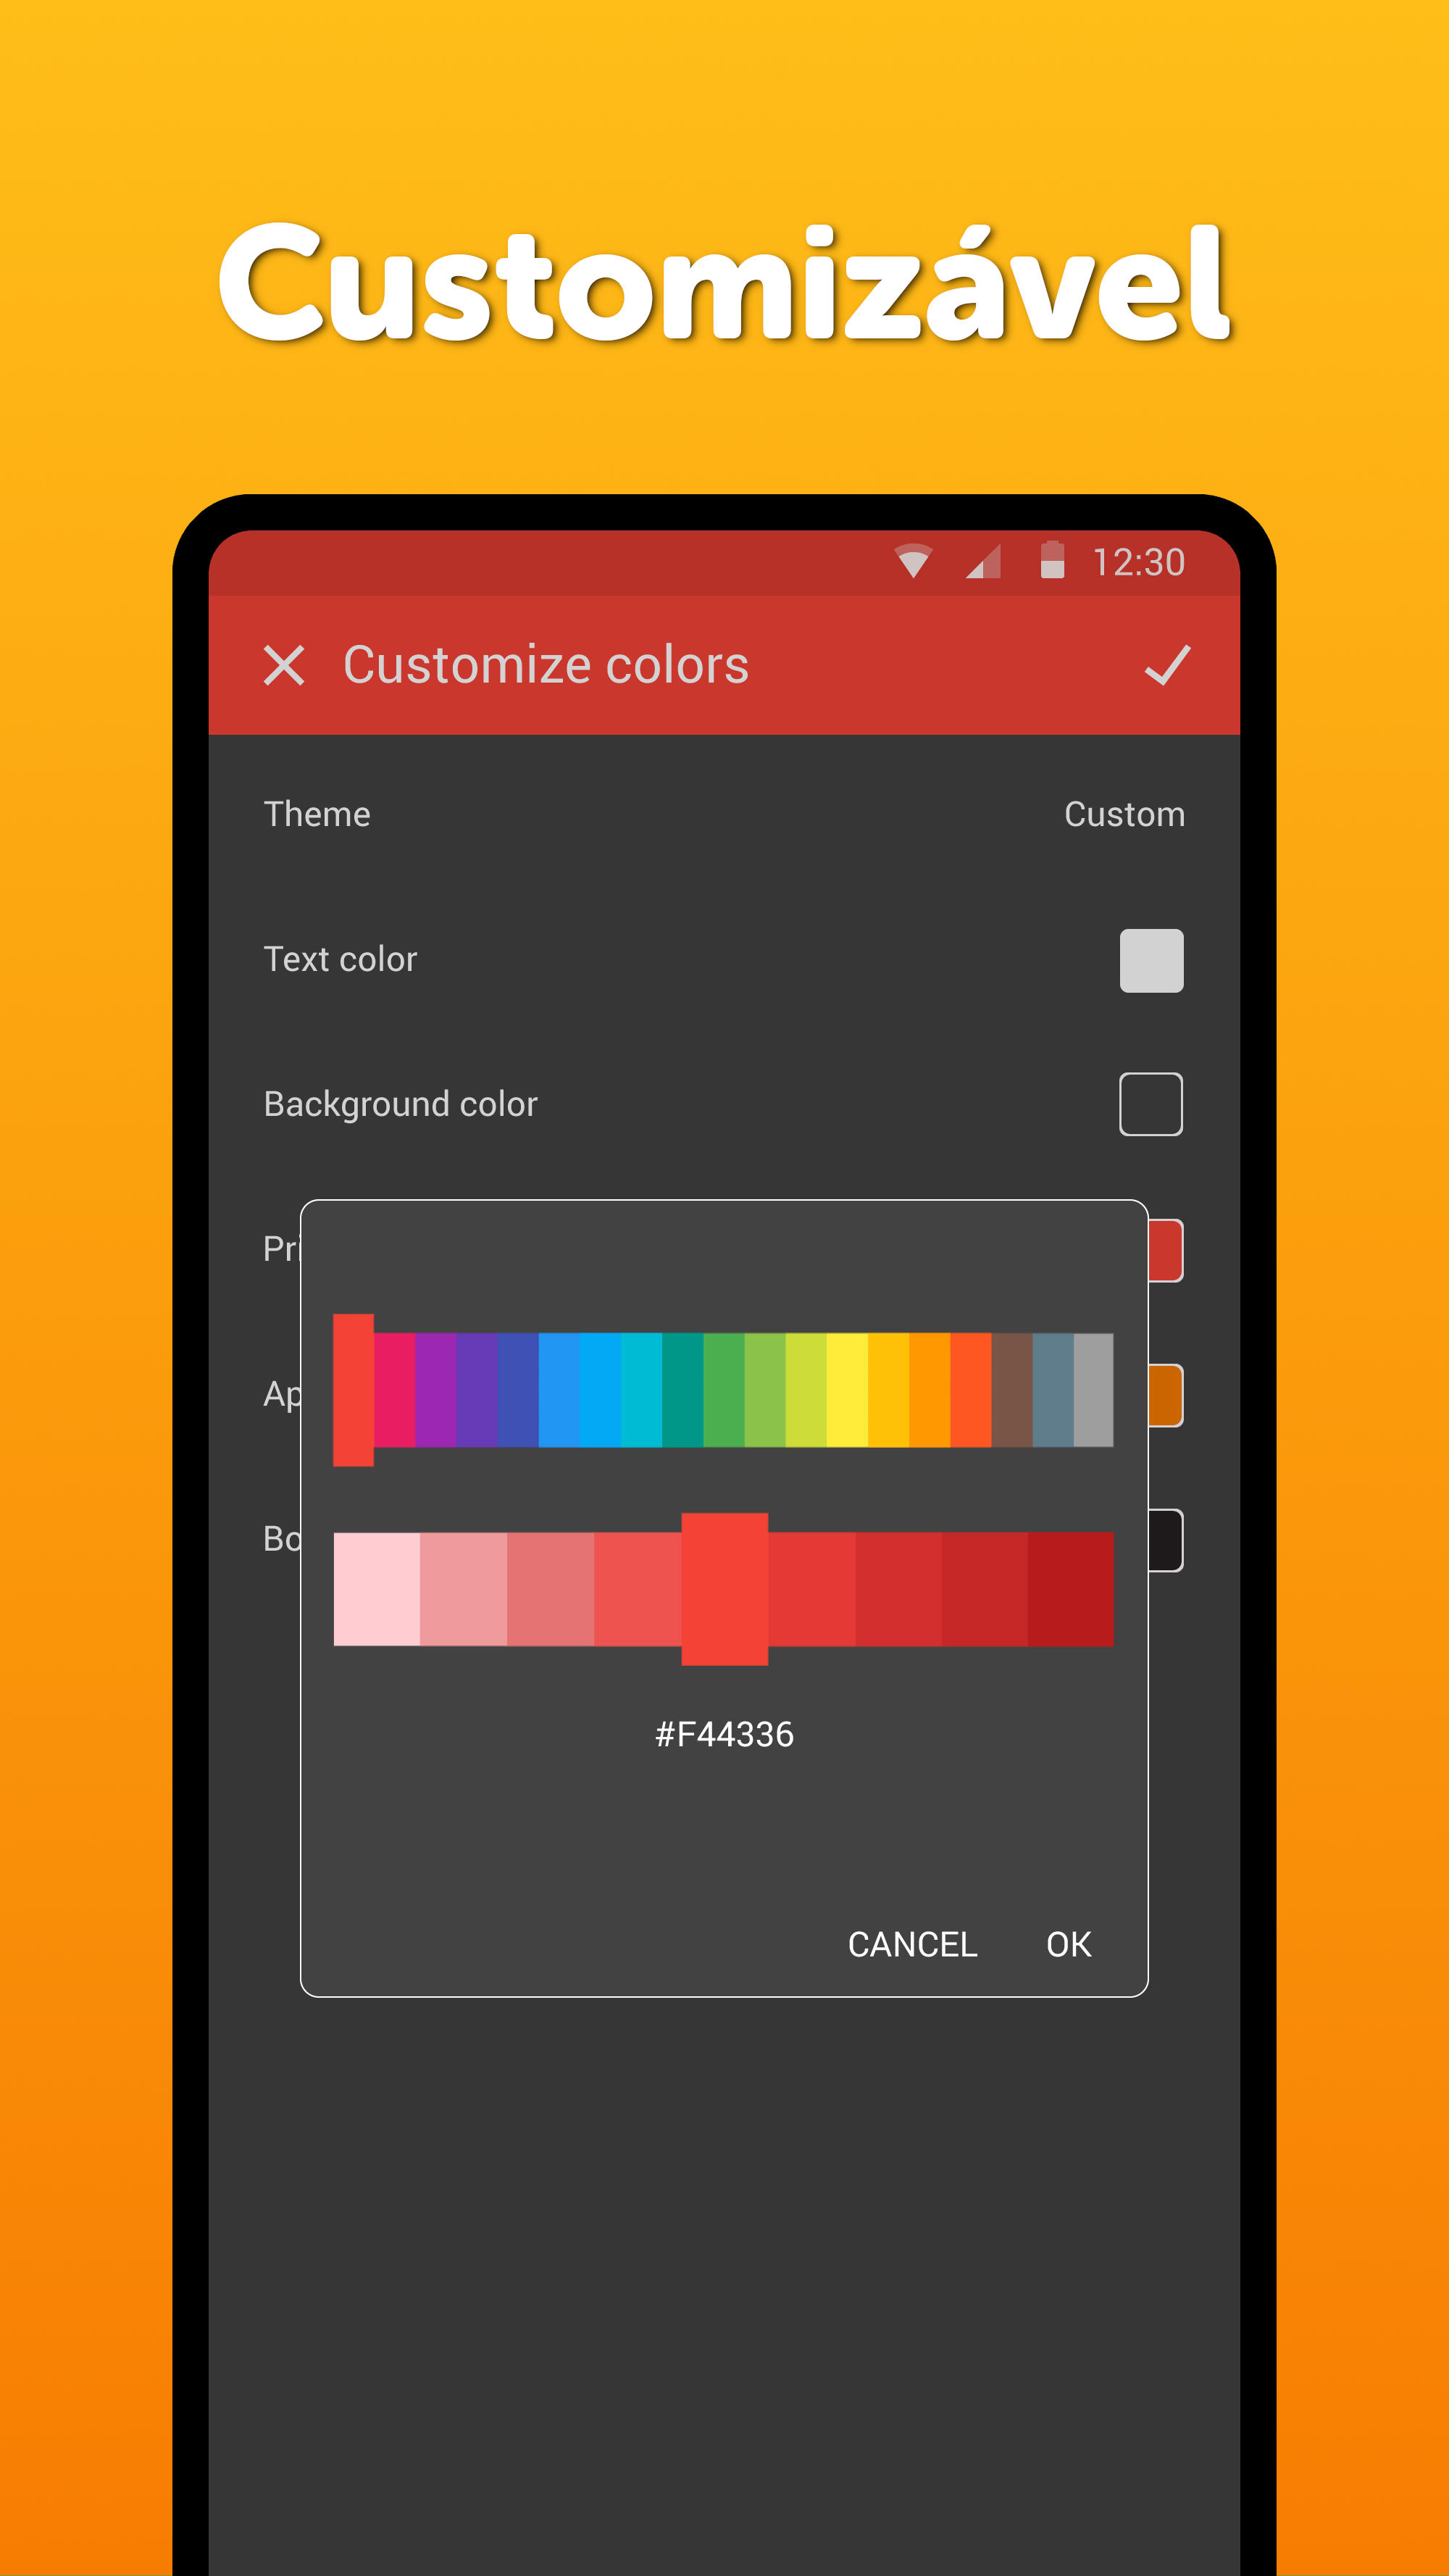 Customizável
12:30
Customize colors
Theme
Custom
Text color
Background color
Pri
Ap
Bo
#F44336
CANCEL
OK